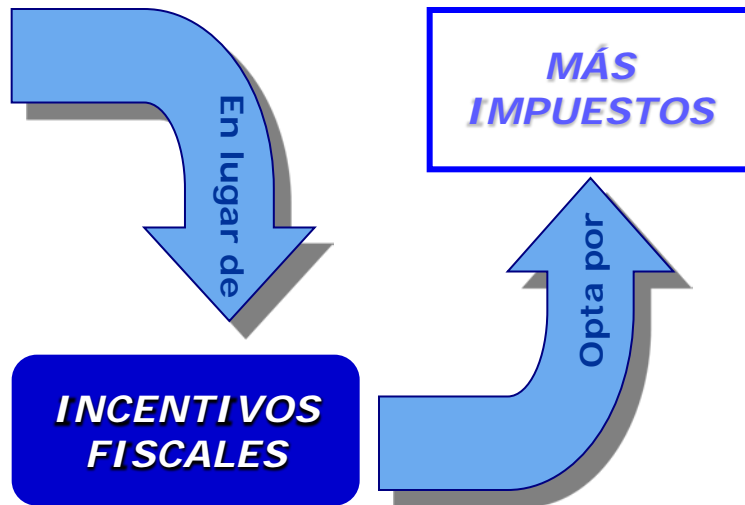 En lugar de
INCENTIVOS
FISCALES
Opta por
MÁS
IMPUESTOS